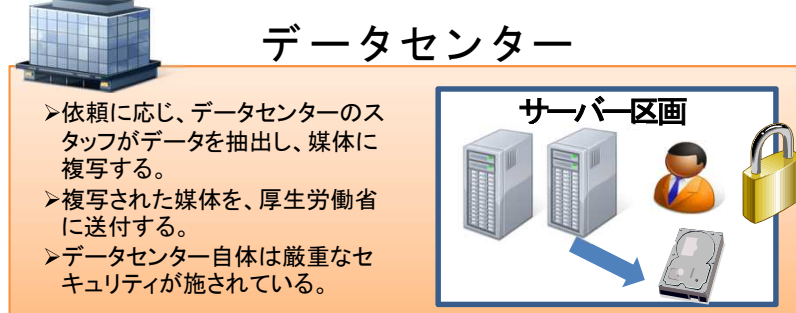 データセンター
➢依頼に応じ、データセンターのス
タッフがデータを抽出し、媒体に
複写する。
➢複写された媒体を、厚生労働省
に送付する。
➢データセンター自体は厳重なセ
キュリティが施されている。
サーバー区画